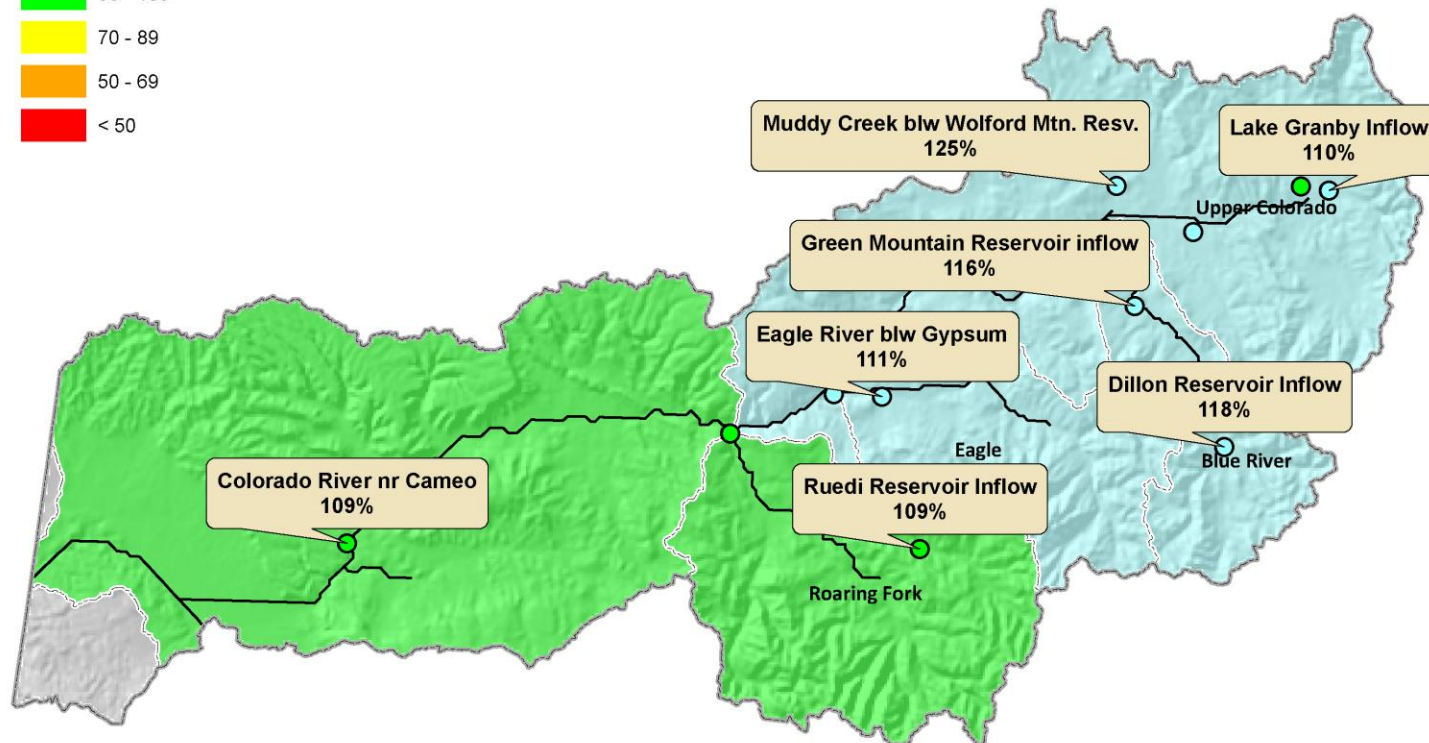 70 - 89
50 - 69
< 50
Muddy Creek blw Wolford Mtn. Resv.
125%
Lake Granby Inflow
110%
Upper Colorado
Green Mountain Reservoir inflow
116%
Eagle River blw Gypsum
111%
Dillon Reservoir Inflow
118%
Eagle
Blue River
Colorado River nr Cameo
109%
Ruedi Reservoir Inflow
109%
Roaring Fork